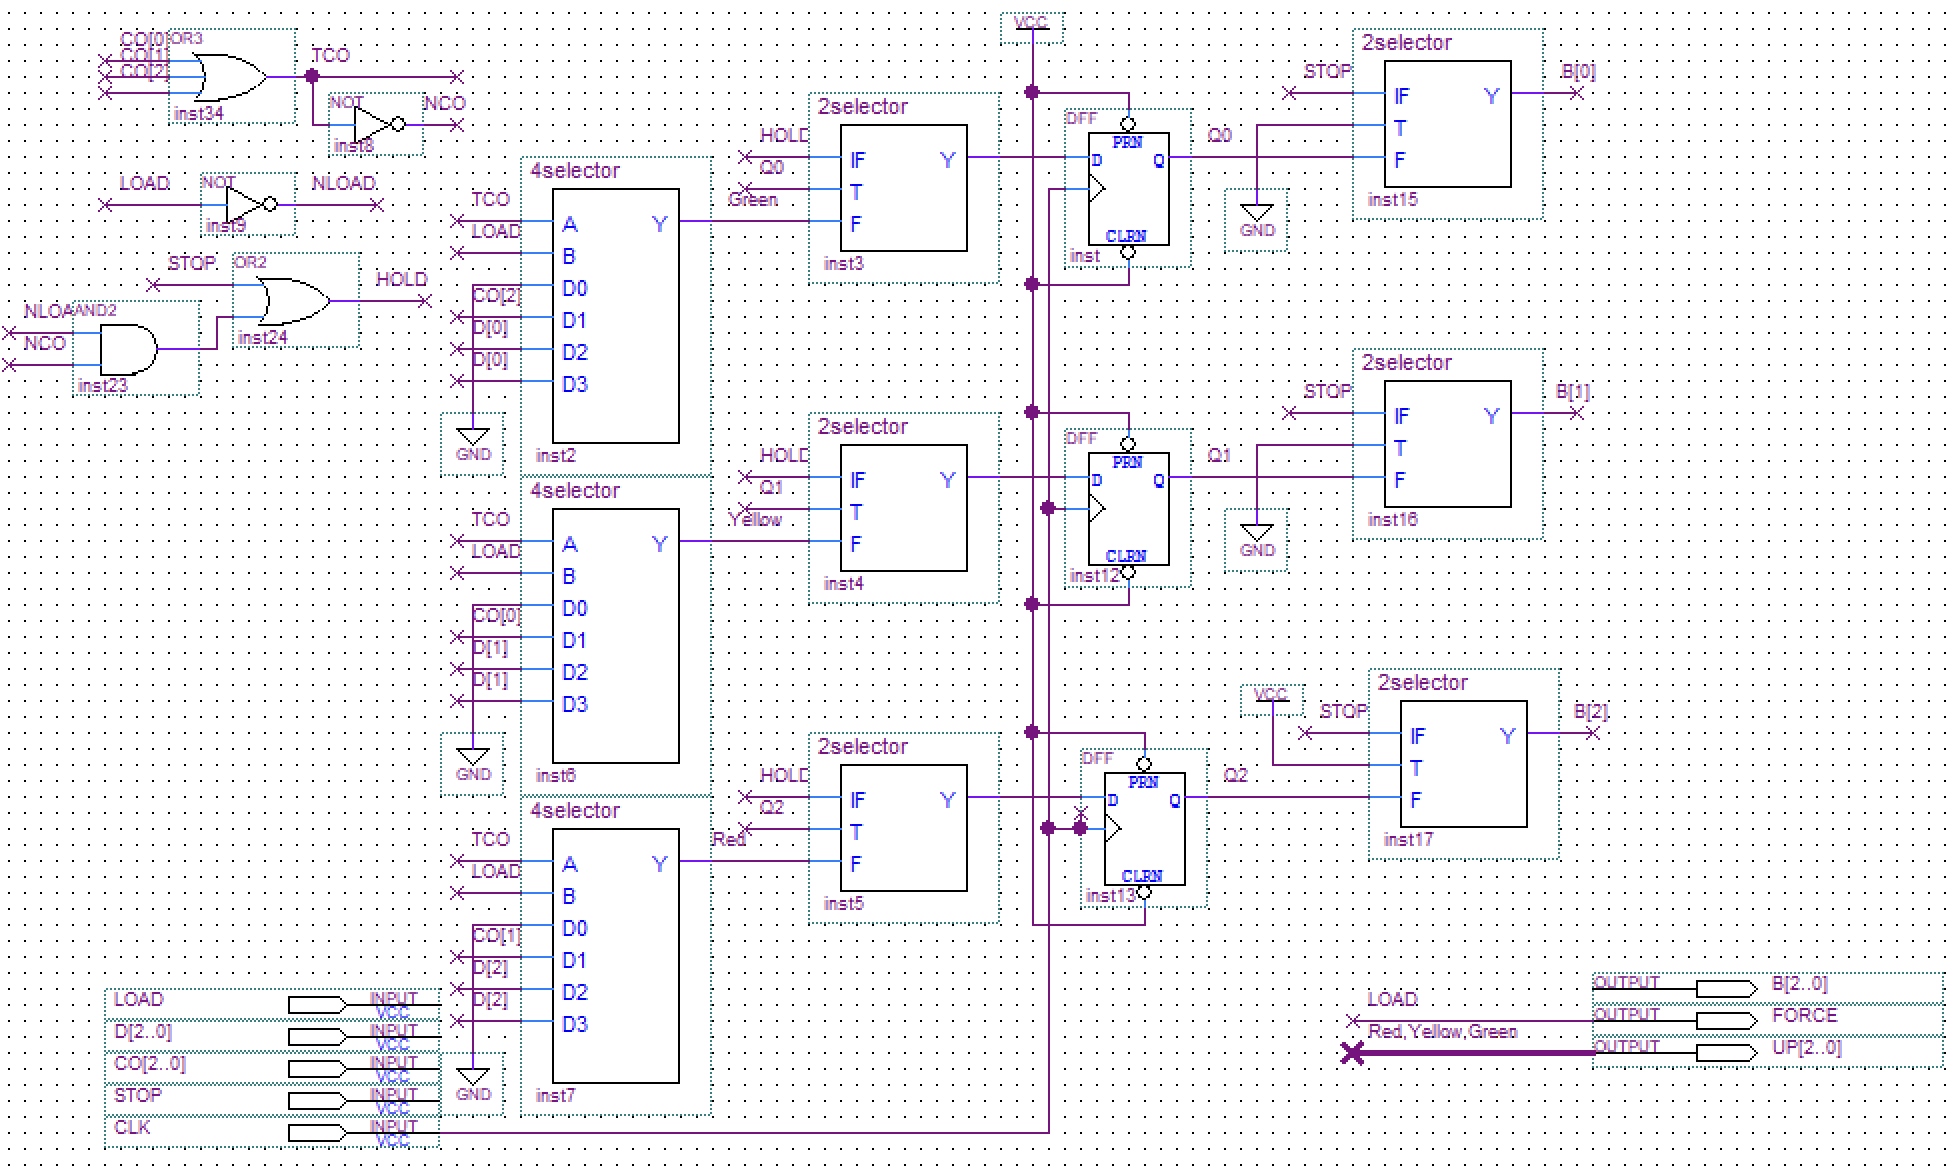 VCC
CO[0]
OR3
CO[1]
CO[2]
TCO
inst34
NOT
NCO
inst8
LOAD
NOT
NLOAD
inst9
STOP
OR2
HOLD
inst24
NLOA
AND2
NCO
inst23
4selector
TCO
LOAD
CO[2]
D[0]
D[0]
A
B
D0
D1
D2
D3
Y
GND
inst2
2selector
HOLD
Q0
Green
IF
T
F
Y
inst3
DFF
PRN
D
Q
CLRN
inst
Q0
2selector
STOP
IF
T
F
Y
B[0]
inst15
GND
4selector
TCO
LOAD
CO[0]
D[1]
D[1]
A
B
D0
D1
D2
D3
Y
GND
inst6
2selector
HOLD
Q1
Yellow
IF
T
F
Y
inst4
DFF
PRN
D
Q
CLRN
inst12
Q1
2selector
STOP
IF
T
F
Y
B[1]
inst16
GND
4selector
TCO
LOAD
CO[1]
D[2]
D[2]
A
B
D0
D1
D2
D3
Y
GND
inst7
2selector
HOLD
Q2
Red
IF
T
F
Y
inst5
DFF
PRN
D
Q
CLRN
inst13
Q2
VCC
2selector
STOP
IF
T
F
Y
B[2]
inst17
LOAD INPUT
VCC
D[2..0] INPUT
VCC
CO[2..0] INPUT
VCC
STOP INPUT
VCC
CLK INPUT
VCC
OUTPUT B[2..0]
LOAD OUTPUT FORCE
Red,Yellow,Green OUTPUT UP[2..0]